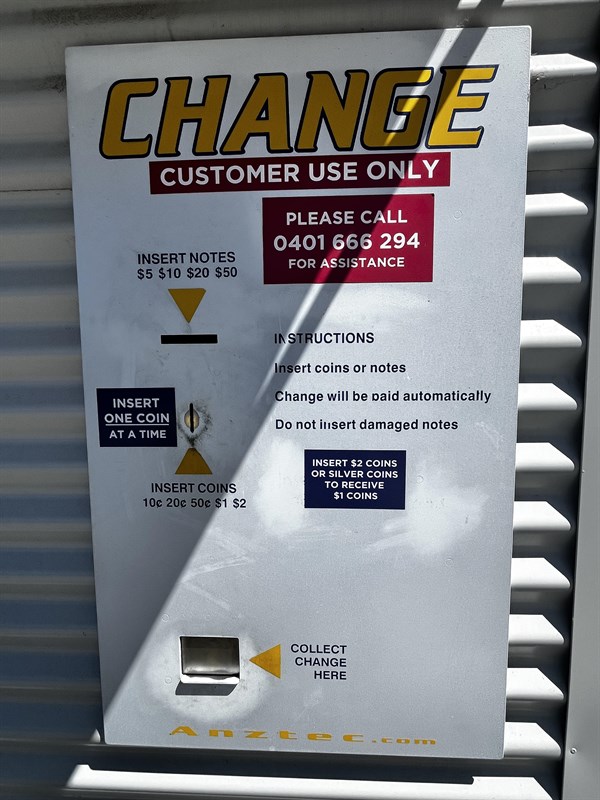 CHANGE
CUSTOMER USE ONLY
PLEASE CALL
0401 666 294
FOR ASSISTANCE
INSERT NOTES
$5 $10 $20 $50
INSTRUCTIONS
Insert coins or notes
Change will be paid automatically
Do not insert damaged notes
INSERT
ONE COIN
AT A TIME
INSERT COINS
10¢ 20¢ 50¢ $1 $2
INSERT $2 COINS
OR SILVER COINS
TO RECEIVE
$1 COINS
COLLECT
CHANGE
HERE
Anztec.com